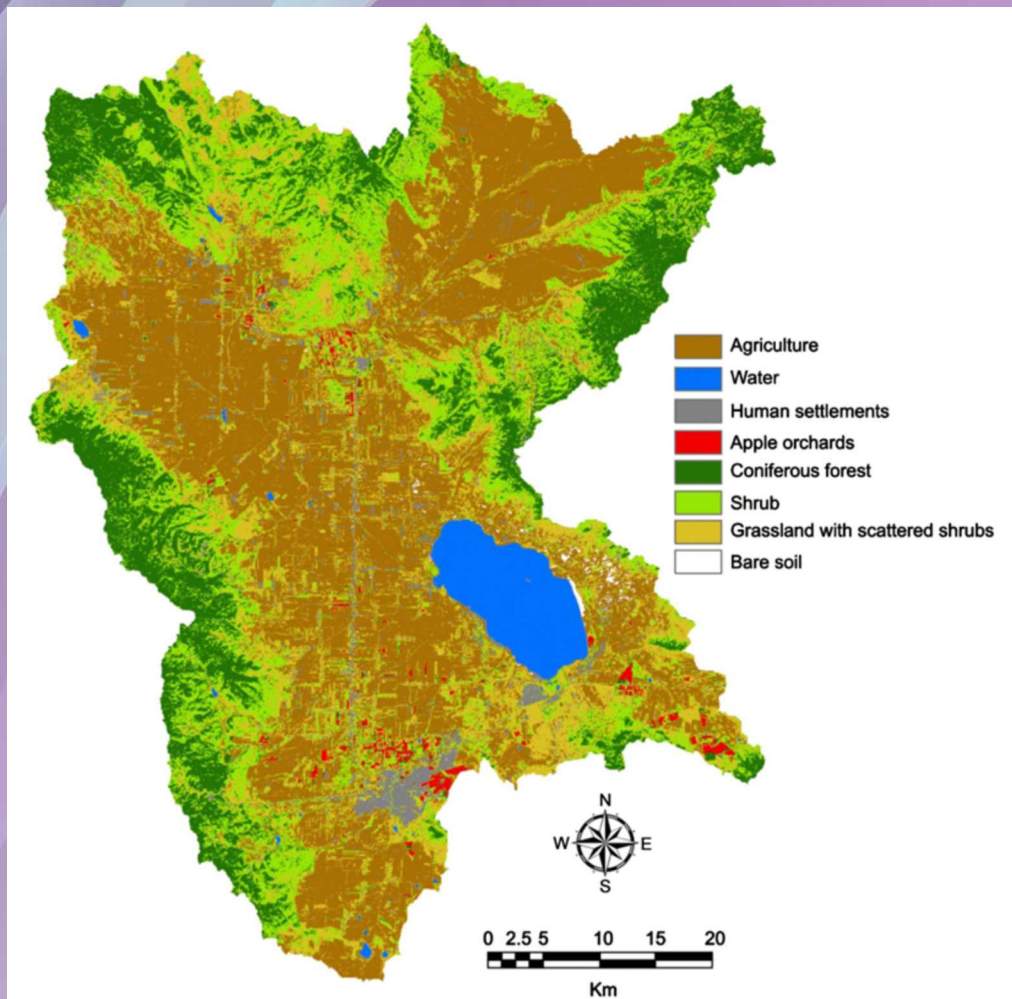 Agriculture
Water
Human settlements
Apple orchards
Coniferous forest
Shrub
Grassland with scattered shrubs
Bare soil
N
W E
S
0 2.5 5 10 15 20
Km